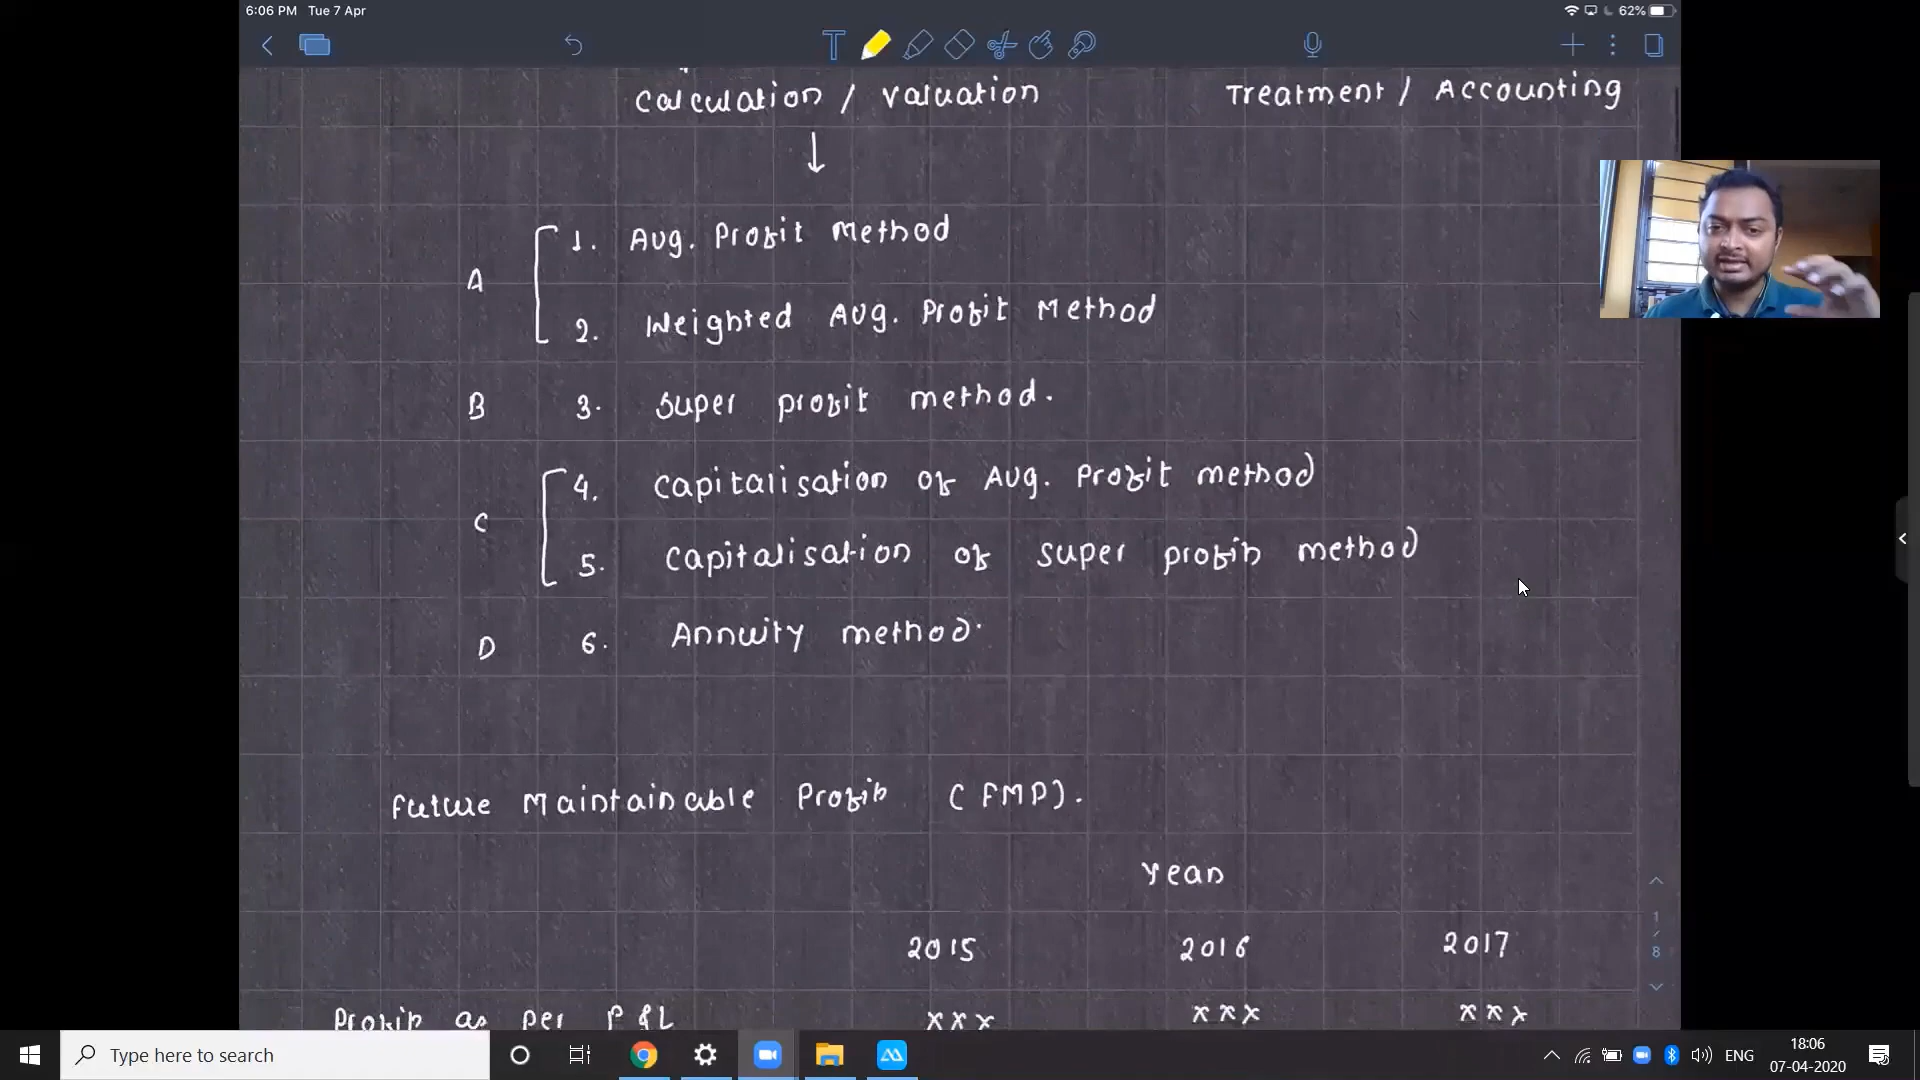 6:06 PM Tue 7 Apr
62%
T
Calculation / Valuation
Treatment / Accounting
A
1. Avg. Profit Method
2. Weighted Avg. Profit Method
B 3. Super profit method.
C
4. Capitalisation of Avg. Profit method
5. Capitalisation of super profit method
D 6. Annuity method.
Future Maintainable Profit (FMP).
Years
1
/
8
2015 2016 2017
Profit as per P&L xxx xxx xxx
Type here to search
ENG
18:06
07-04-2020